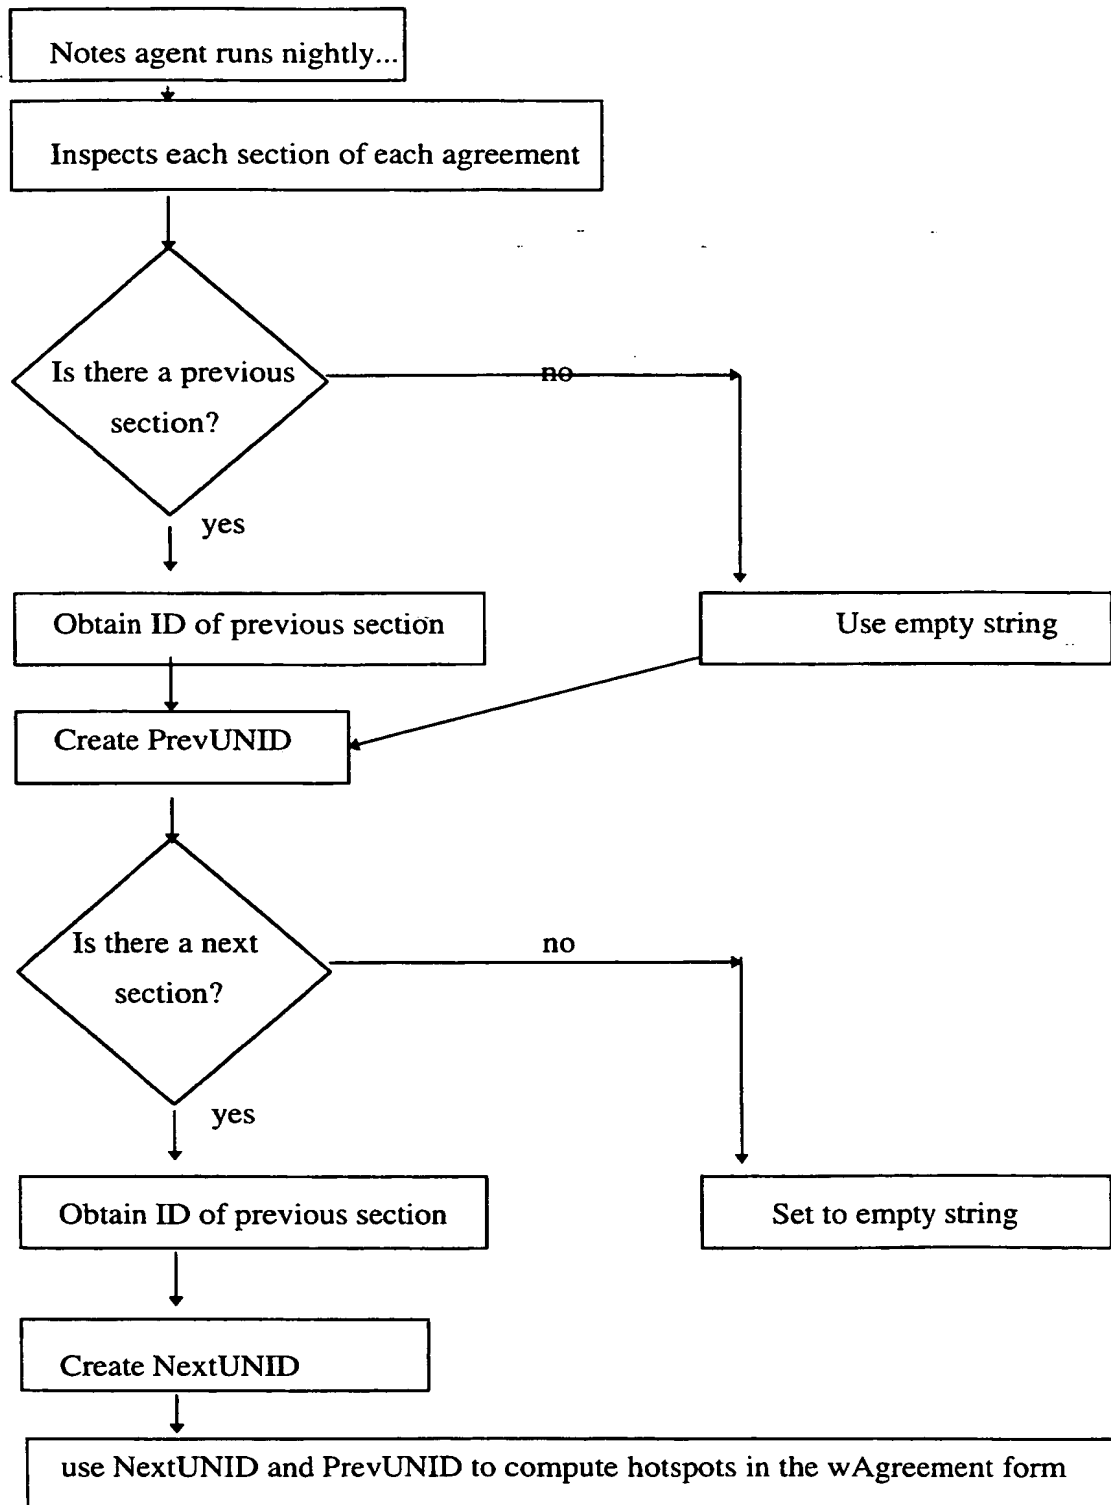 Notes agent runs nightly...
Inspects each section of each agreement
Is there a previous
section?
no
yes
Obtain ID of previous section
Use empty string
Create PrevUNID
Is there a next
section?
no
yes
Obtain ID of previous section
Set to empty string
Create NextUNID
use NextUNID and PrevUNID to compute hotspots in the wAgreement form